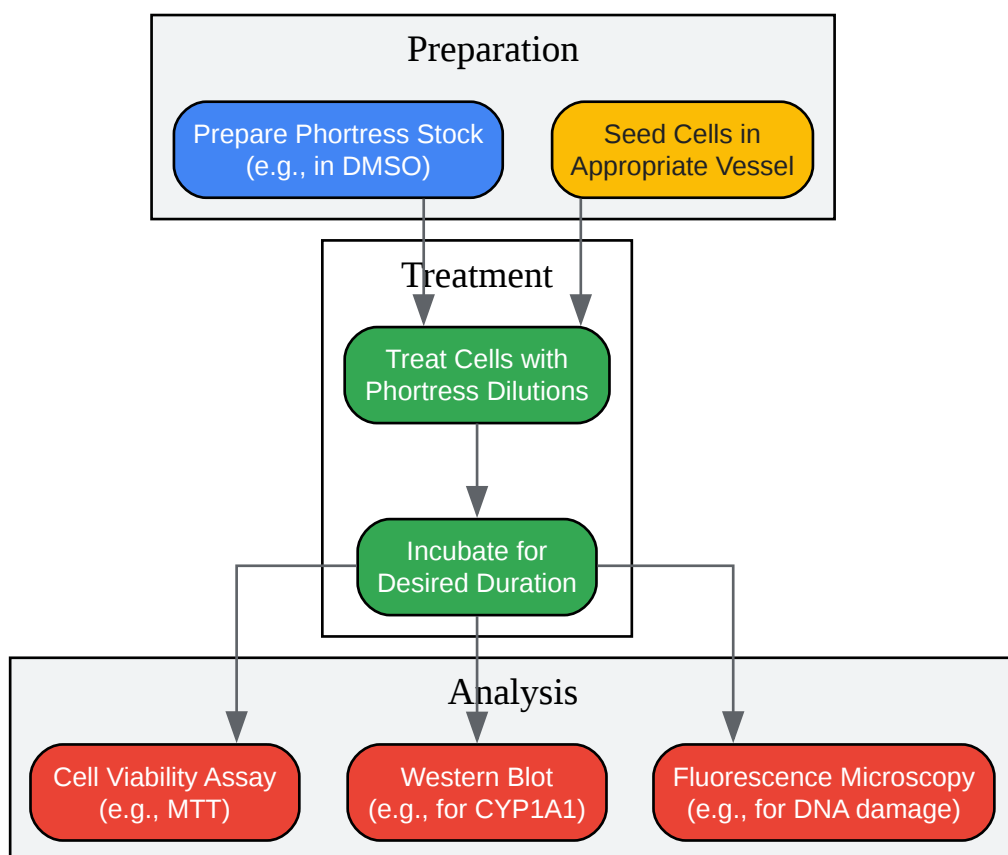 Preparation
Prepare Phortress Stock
(e.g., in DMSO)
Seed Cells in
Appropriate Vessel
Treatment
Treat Cells with
Phortress Dilutions
Incubate for
Desired Duration
Analysis
Cell Viability Assay
(e.g., MTT)
Western Blot
(e.g., for CYP1A1)
Fluorescence Microscopy
(e.g., for DNA damage)